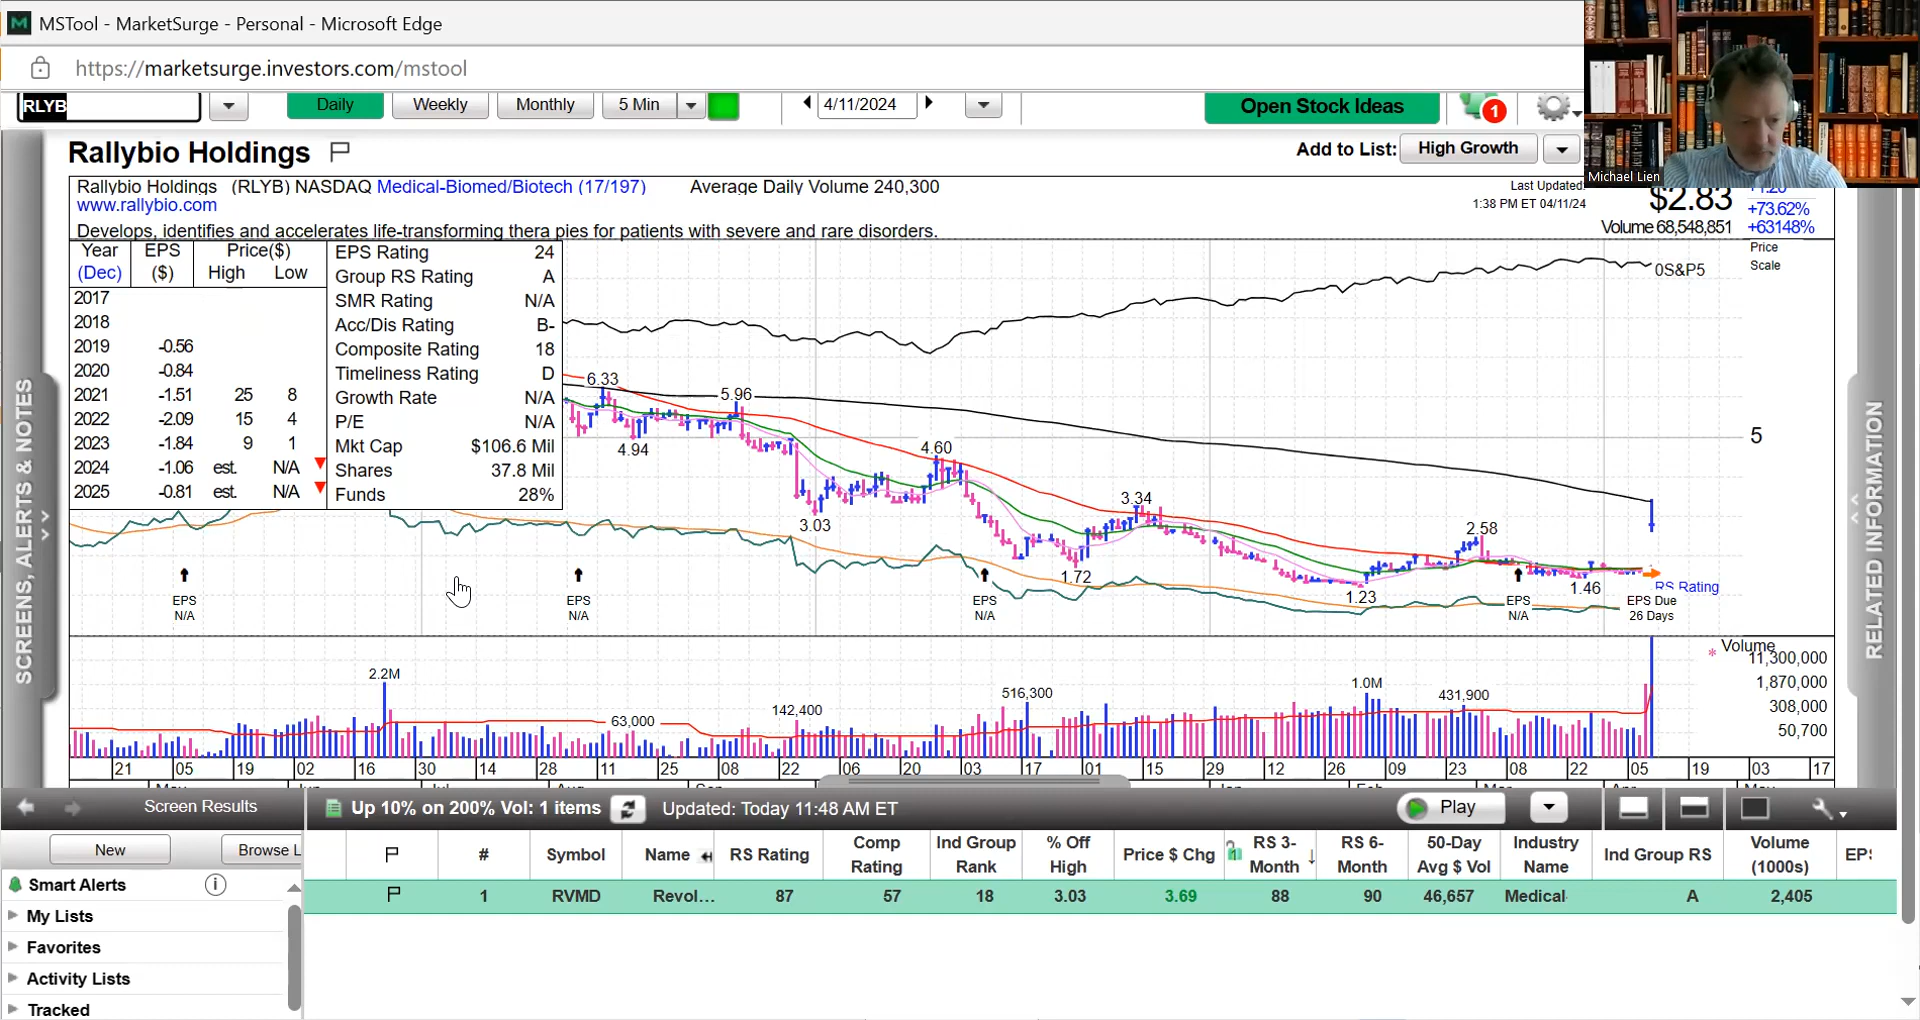 MSTool - MarketSurge - Personal - Microsoft Edge
https://marketsurge.investors.com/mstool
RLYB Daily Weekly Monthly 5 Min 4/11/2024 Open Stock Ideas 1
Rallybio Holdings Add to List: High Growth
Michael Lien
Rallybio Holdings (RLYB) NASDAQ Medical-Biomed/Biotech (17/197) Average Daily Volume 240,300
www.rallybio.com
Develops, identifies and accelerates life-transforming thera pies for patients with severe and rare disorders.
Last Updated:
1:38 PM ET 04/11/24
$2.83
+73.62%
Volume 68,548,851 +63148%
Year EPS Price($)
(Dec) ($) High Low
2017
2018
2019 -0.56
2020 -0.84
2021 -1.51 25 8
2022 -2.09 15 4
2023 -1.84 9 1
2024 -1.06 est. N/A
2025 -0.81 est. N/A
EPS Rating 24
Group RS Rating A
SMR Rating N/A
Acc/Dis Rating B-
Composite Rating 18
Timeliness Rating D
Growth Rate N/A
P/E N/A
Mkt Cap $106.6 Mil
Shares 37.8 Mil
Funds 28%
Price
Scale
0S&P5
6.33
5.96
4.94
4.60
5
3.03
3.34
2.58
1.72
1.23
1.46
RS Rating
EPS
N/A
EPS
N/A
EPS
N/A
EPS
N/A
EPS Due
26 Days
Volume
11,300,000
1,870,000
308,000
50,700
2.2M
63,000
142,400
516,300
1.0M
431,900
21 05 19 02 16 30 14 28 11 25 08 22 06 20 03 17 01 15 29 12 26 09 23 08 22 05 19 03 17
SCREENS, ALERTS & NOTES
RELATED INFORMATION
Screen Results Up 10% on 200% Vol: 1 items Updated: Today 11:48 AM ET Play
New Browse L
Smart Alerts i
My Lists
Favorites
Activity Lists
Tracked
# Symbol Name RS Rating Comp Rating Ind Group Rank % Off High Price $ Chg 1 RS 3-Month RS 6-Month 50-Day Avg $ Vol Industry Name Ind Group RS Volume (1000s)
1 RVMD Revol... 87 57 18 3.03 3.69 88 90 46,657 Medical A 2,405